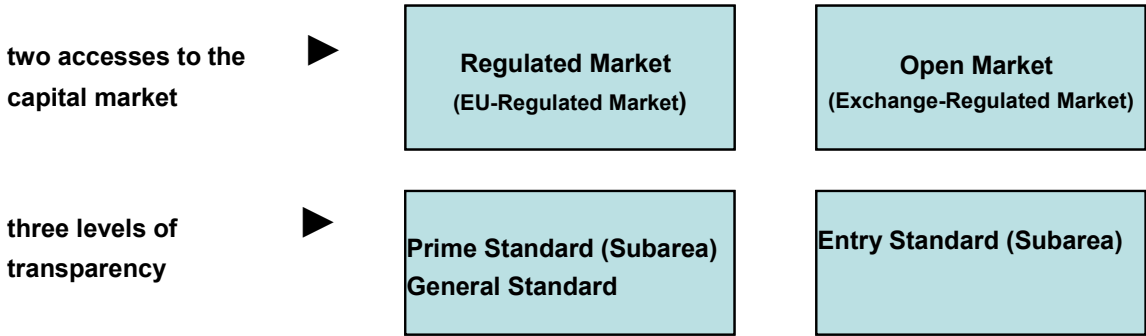 two accesses to the
capital market
►
Regulated Market
(EU-Regulated Market)
Open Market
(Exchange-Regulated Market)
three levels of
transparency
►
Prime Standard (Subarea)
General Standard
Entry Standard (Subarea)